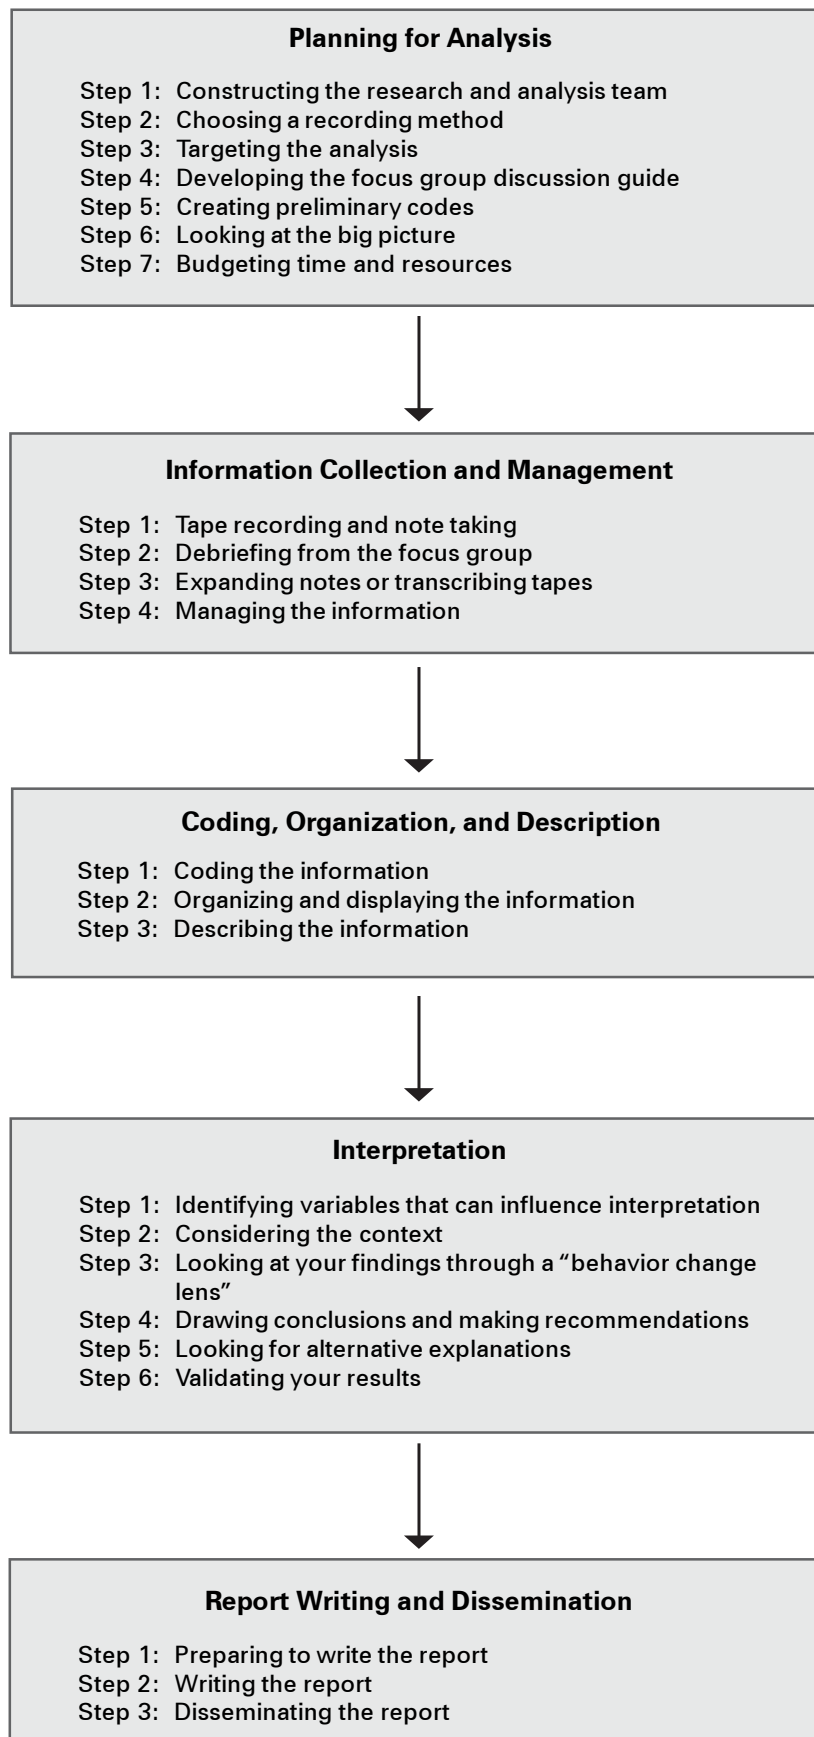 Planning for Analysis
Step 1: Constructing the research and analysis team
Step 2: Choosing a recording method
Step 3: Targeting the analysis
Step 4: Developing the focus group discussion guide
Step 5: Creating preliminary codes
Step 6: Looking at the big picture
Step 7: Budgeting time and resources
Information Collection and Management
Step 1: Tape recording and note taking
Step 2: Debriefing from the focus group
Step 3: Expanding notes or transcribing tapes
Step 4: Managing the information
Coding, Organization, and Description
Step 1: Coding the information
Step 2: Organizing and displaying the information
Step 3: Describing the information
Interpretation
Step 1: Identifying variables that can influence interpretation
Step 2: Considering the context
Step 3: Looking at your findings through a “behavior change
lens”
Step 4: Drawing conclusions and making recommendations
Step 5: Looking for alternative explanations
Step 6: Validating your results
Report Writing and Dissemination
Step 1: Preparing to write the report
Step 2: Writing the report
Step 3: Disseminating the report